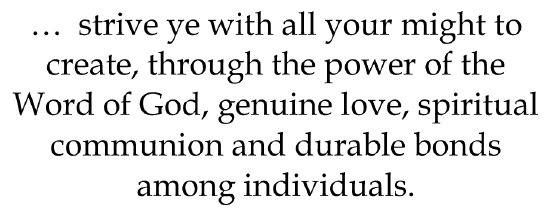 … strive ye with all your might to
create, through the power of the
Word of God, genuine love, spiritual
communion and durable bonds
among individuals.